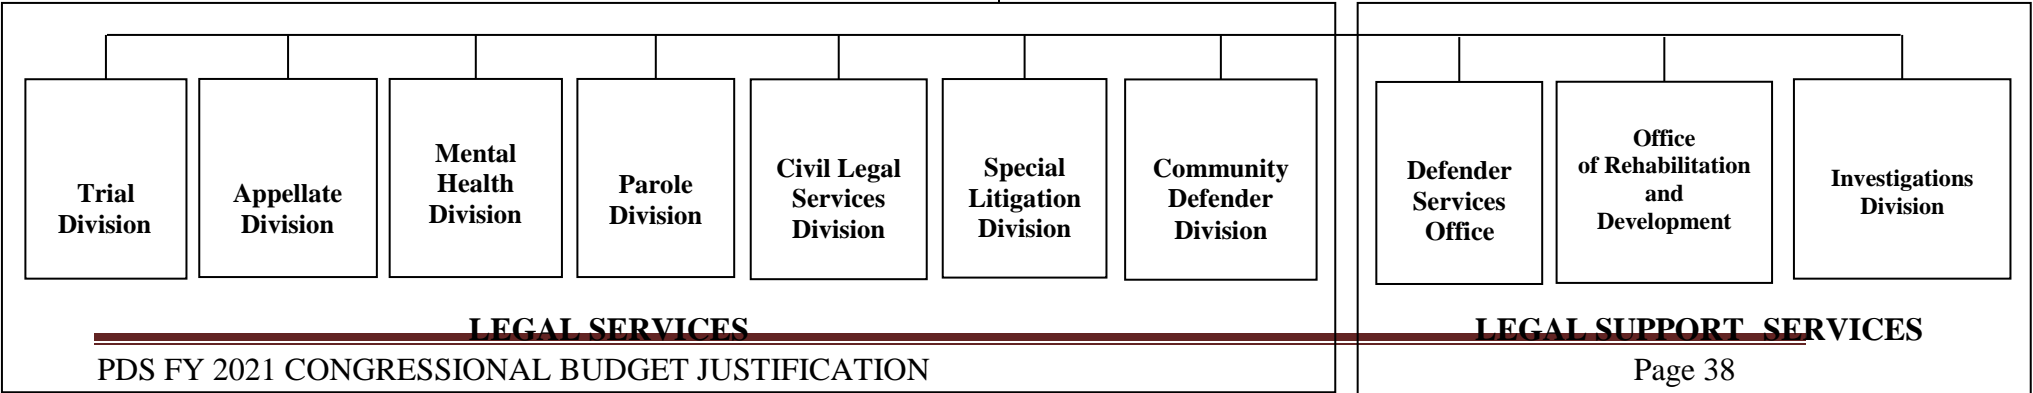 Trial
Division
Appellate
Division
Mental
Health
Division
Parole
Division
Civil Legal
Services
Division
Special
Litigation
Division
Community
Defender
Division
Defender
Services
Office
Office
of Rehabilitation
and
Development
Investigations
Division
LEGAL SERVICES
LEGAL SUPPORT SERVICES
PDS FY 2021 CONGRESSIONAL BUDGET JUSTIFICATION
Page 38